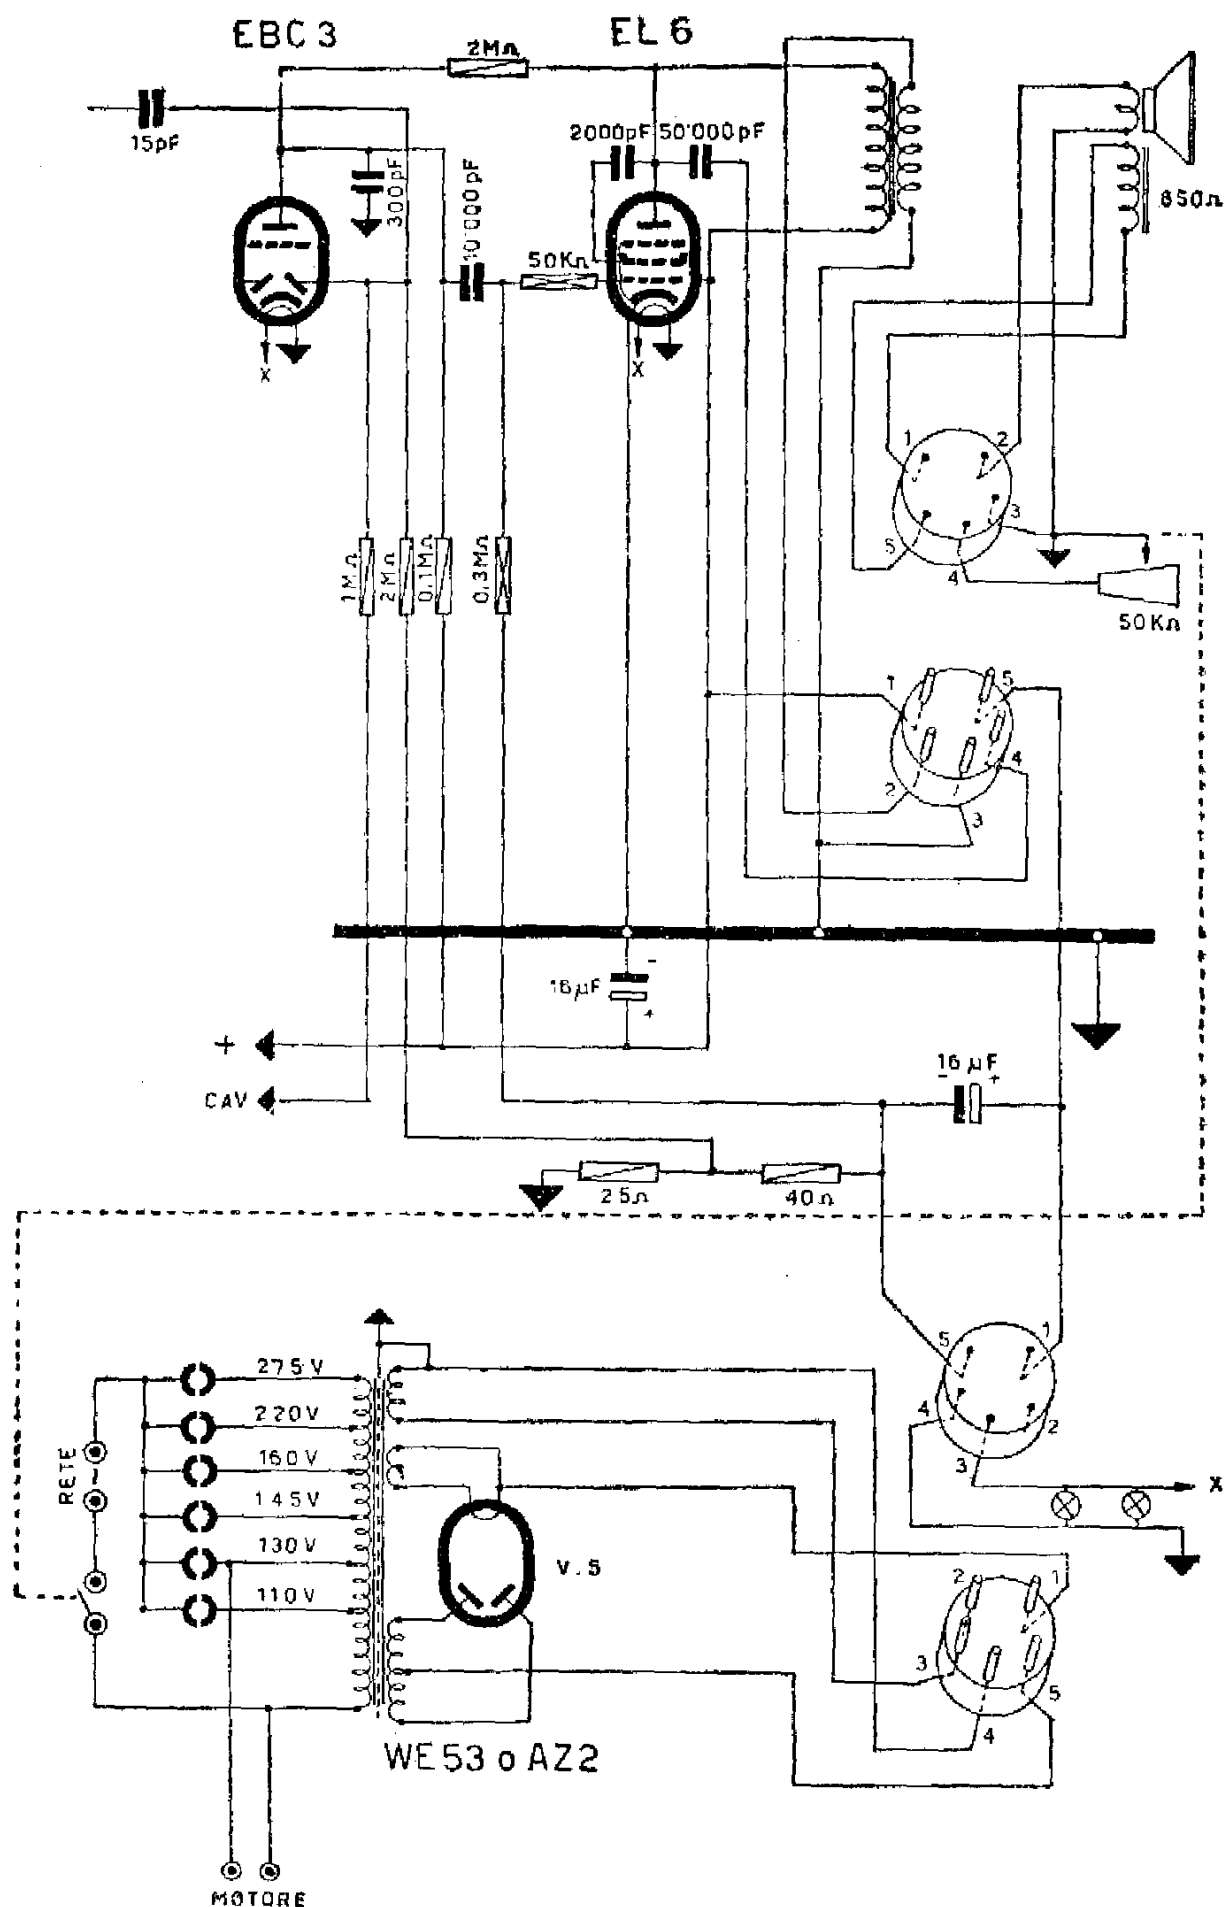 EBC 3
EL 6
2MΩ
15pF
300pF
10'000pF
2000pF
50'000pF
50KΩ
650Ω
X
X
1
2
3
4
5
50KΩ
1MΩ
2MΩ
0.1MΩ
0.3MΩ
1
5
4
2
3
16µF
-
+
+
CAV
16µF
-
+
25Ω
40Ω
5
1
4
2
3
X
275V
220V
160V
145V
130V
110V
RETE
V.5
2
1
3
4
5
WE53 o AZ2
MOTORE